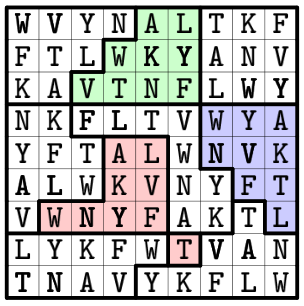 W V Y N A L T K F
F T L W K Y A N V
K A V T N F L W Y
N K F L T V W Y A
Y F T A L W N V K
A L W K V N Y F T
V W N Y F A K T L
L Y K F W T V A N
T N A V Y K F L W